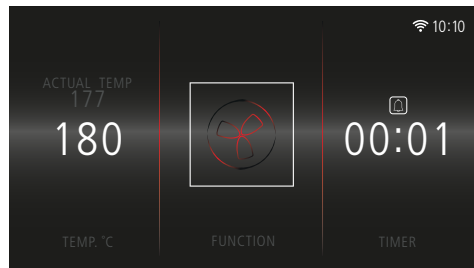 10:10
ACTUAL TEMP
177
180
00:01
TEMP. °C
FUNCTION
TIMER